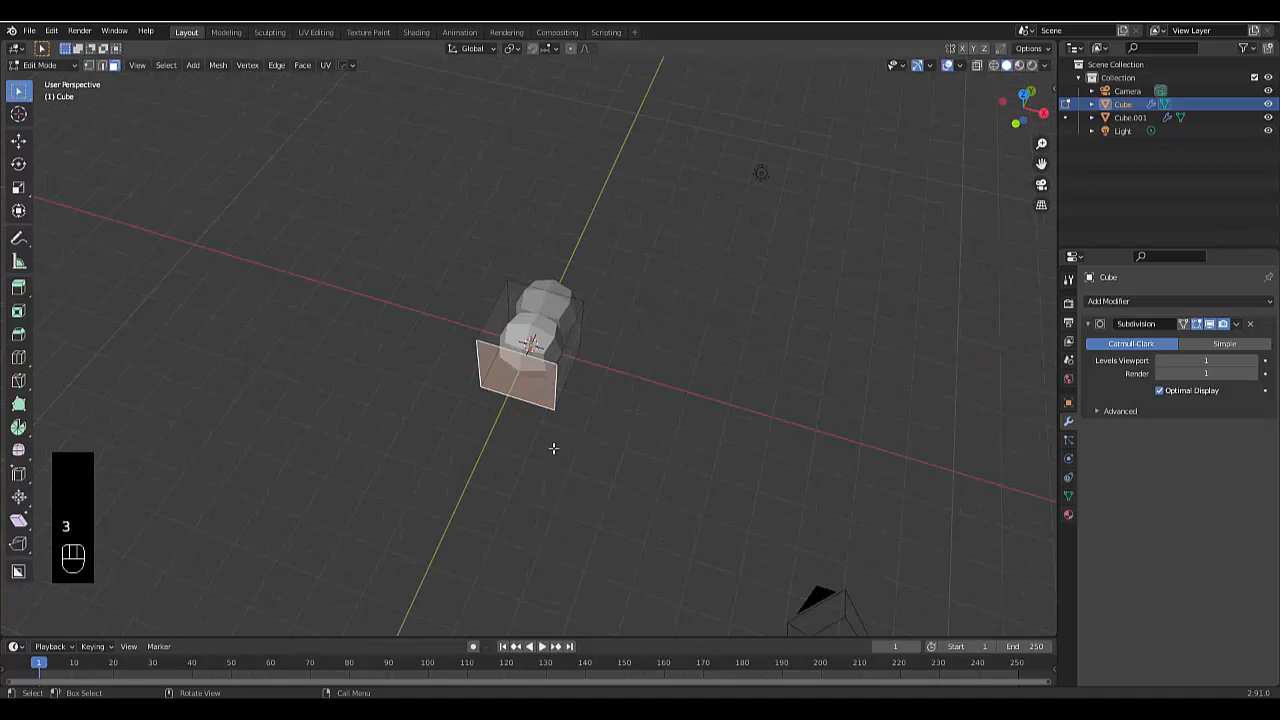 File Edit Render Window Help Layout Modeling Sculpting UV Editing Texture Paint Shading Animation Rendering Compositing Scripting + Scene View Layer
Global X Y Z Options
Edit Mode View Select Add Mesh Vertex Edge Face UV
User Perspective
(1) Cube
Scene Collection
Collection
Camera
Cube
Cube.001
Light
Z Y X
Cube
Add Modifier
Subdivision
Catmull-Clark Simple
Levels Viewport 1
Render 1
Optimal Display
Advanced
3
Playback Keying View Marker 1 Start 1 End 250
1 10 20 30 40 50 60 70 80 90 100 110 120 130 140 150 160 170 180 190 200 210 220 230 240 250
Select Box Select Rotate View Call Menu 2.91.0